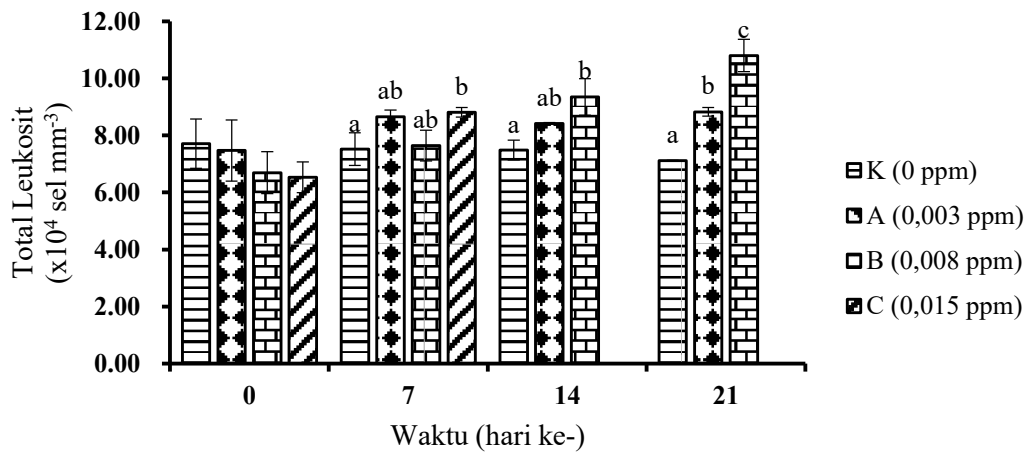 12.00
10.00
8.00
6.00
4.00
2.00
0.00
Total Leukosit
(x10⁴ sel mm⁻³)
a
ab
ab
b
a
ab
b
a
b
c
0
7
14
21
Waktu (hari ke-)
K (0 ppm)
A (0,003 ppm)
B (0,008 ppm)
C (0,015 ppm)